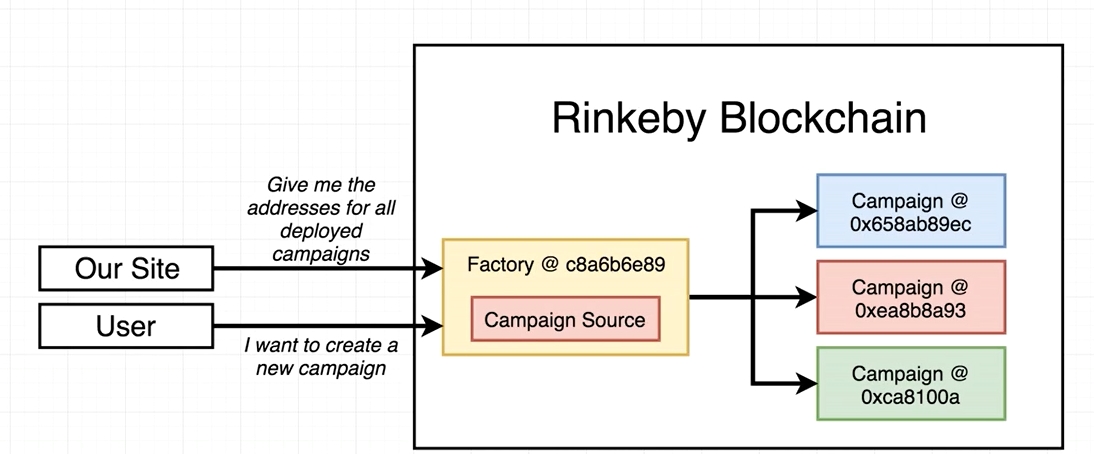 Rinkeby Blockchain
Give me the
addresses for all
deployed
campaigns
Our Site
User
I want to create a
new campaign
Factory @ c8a6b6e89
Campaign Source
Campaign @
0x658ab89ec
Campaign @
0xea8b8a93
Campaign @
0xca8100a